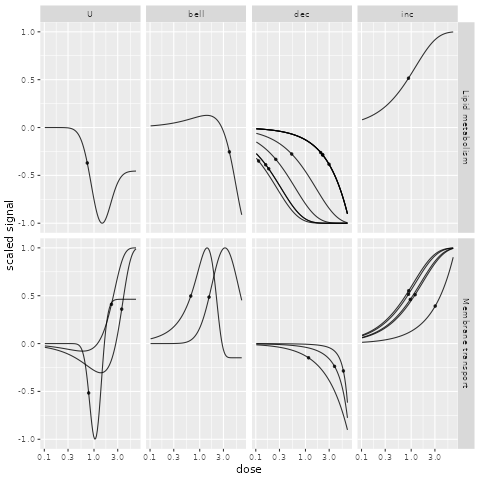 U bell dec inc
1.0
0.5
0.0
-0.5
-1.0
Lipid metabolism
1.0
0.5
0.0
-0.5
-1.0
Membrane transport
0.1 0.3 1.0 3.0 0.1 0.3 1.0 3.0 0.1 0.3 1.0 3.0 0.1 0.3 1.0 3.0
dose
scaled signal